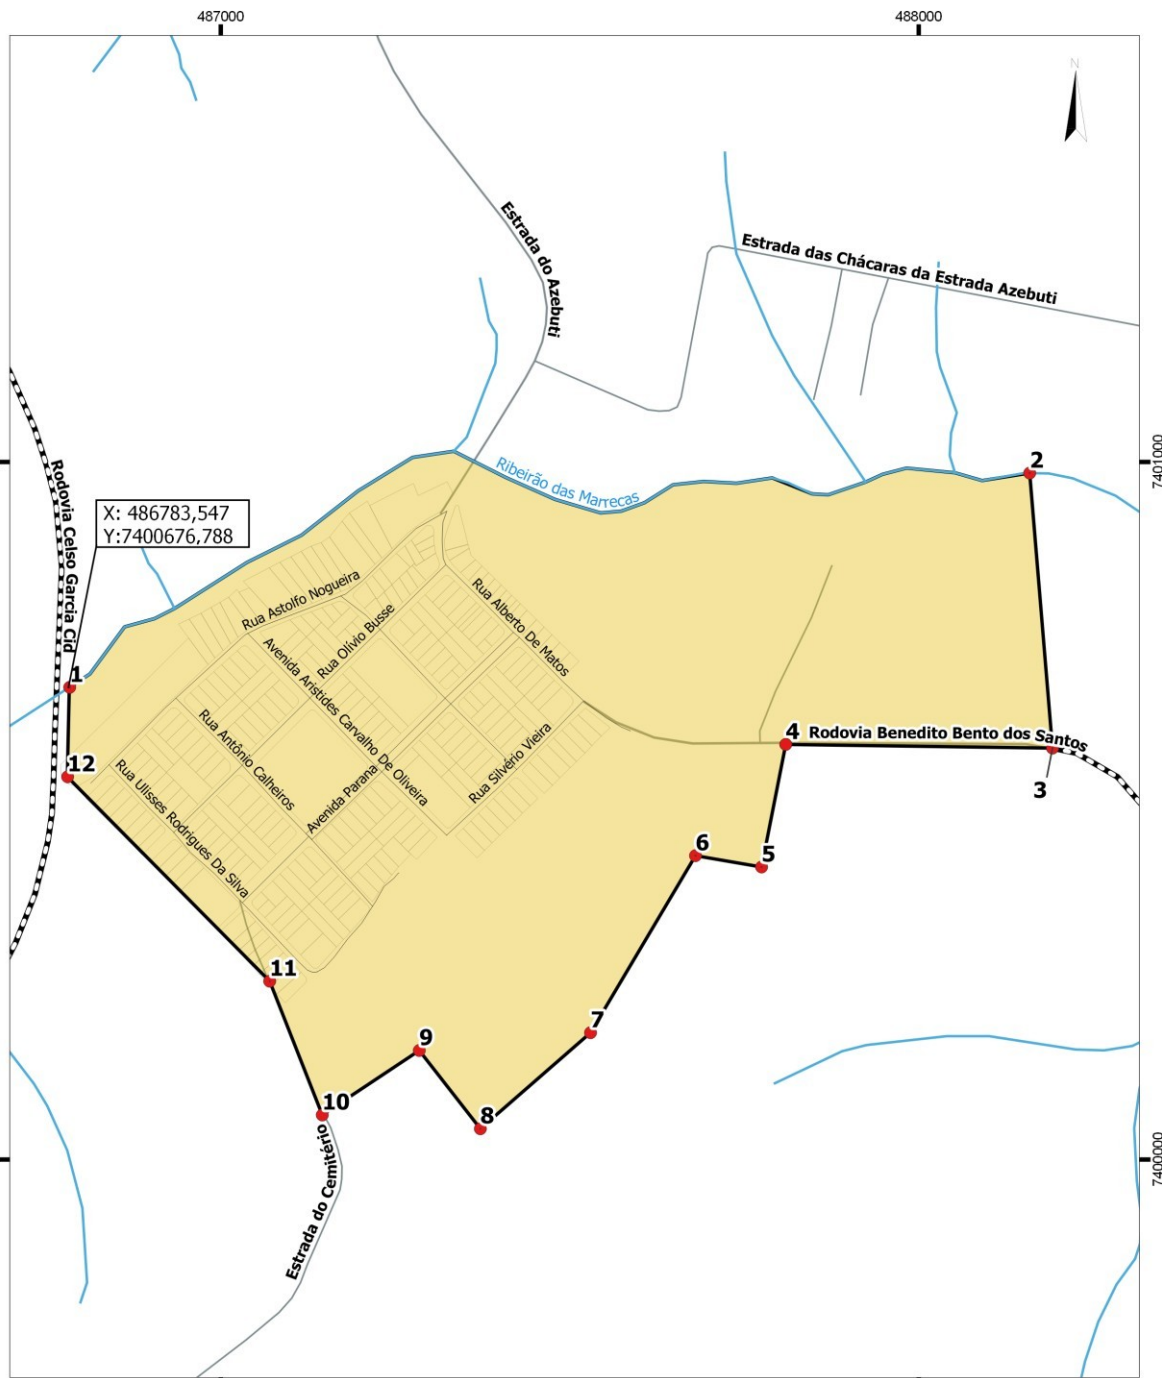 487000
488000
N
Estrada do Azebuti
Estrada das Chácaras da Estrada Azebuti
Ribeirão das Marrecas
2
7401000
Rodovia Celso Garcia Cid
X: 486783,547
Y:7400676,788
Rua Astolfo Nogueira
Rua Olívio Busse
Rua Alberto De Matos
1
Avenida Aristides Carvalho De Oliveira
Rua Antônio Calheiros
Rua Silvério Vieira
4
Rodovia Benedito Bento dos Santos
12
3
Rua Ulisses Rodrigues Da Silva
Avenida Parana
6
5
11
7
9
10
8
Estrada do Cemitério
7400000